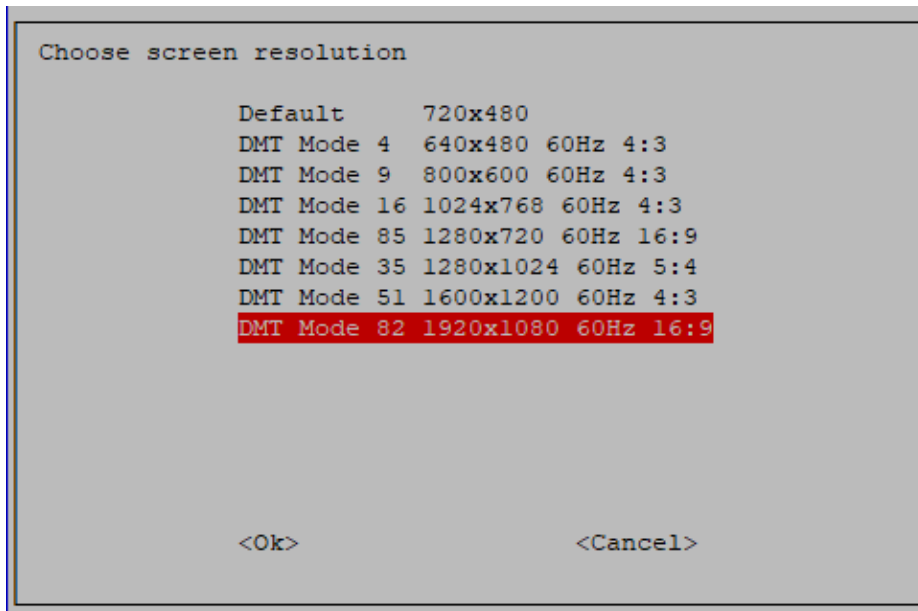 Choose screen resolution
Default 720x480
DMT Mode 4 640x480 60Hz 4:3
DMT Mode 9 800x600 60Hz 4:3
DMT Mode 16 1024x768 60Hz 4:3
DMT Mode 85 1280x720 60Hz 16:9
DMT Mode 35 1280x1024 60Hz 5:4
DMT Mode 51 1600x1200 60Hz 4:3
DMT Mode 82 1920x1080 60Hz 16:9
<Ok> <Cancel>